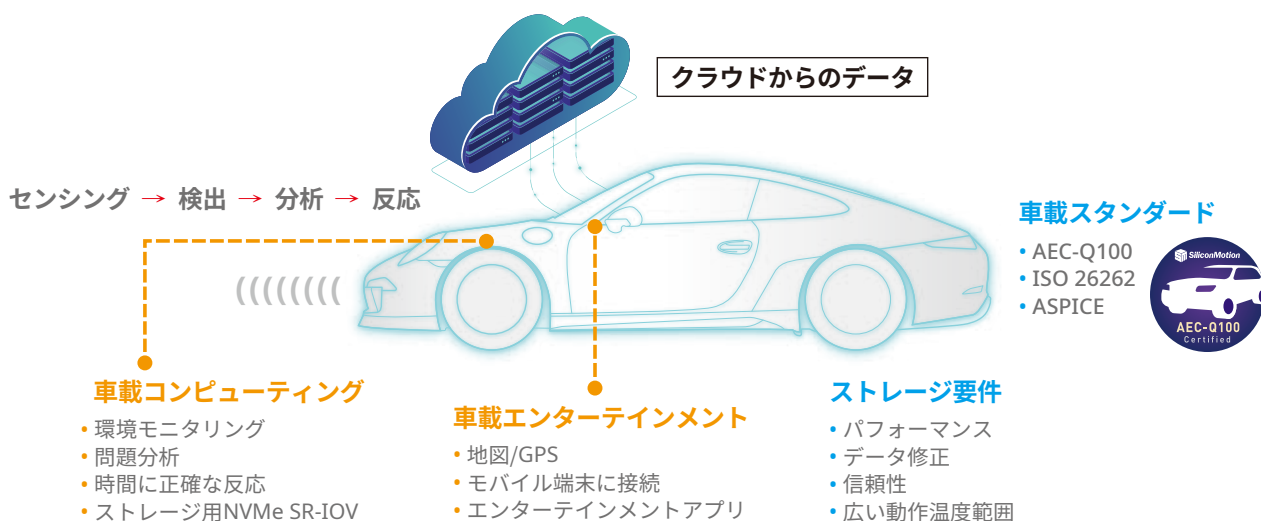 クラウドからのデータ
センシング → 検出 → 分析 → 反応
車載スタンダード
• AEC-Q100
• ISO 26262
• ASPICE
SiliconMotion
AEC-Q100
Certified
車載コンピューティング
• 環境モニタリング
• 問題分析
• 時間に正確な反応
• ストレージ用NVMe SR-IOV
車載エンターテインメント
• 地図/GPS
• モバイル端末に接続
• エンターテインメントアプリ
ストレージ要件
• パフォーマンス
• データ修正
• 信頼性
• 広い動作温度範囲